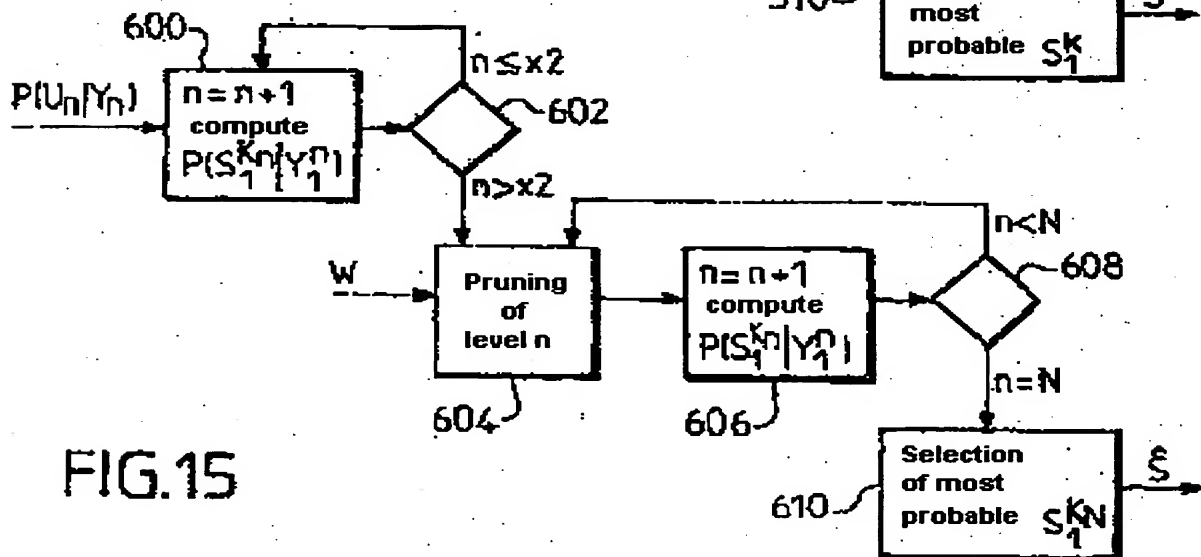 510
most
probable S₁ᴷ
600
n≤x2
P(Uₙ|Yₙ)
n=n+1
compute
P(S₁ᴷⁿ|Y₁ⁿ)
602
n>x2
n<N
W
Pruning
of
level n
n=n+1
compute
P(S₁ᴷⁿ|Y₁ⁿ)
608
604
606
n=N
FIG.15
Selection
of most
probable S₁ᴷᴺ
Ŝ
610